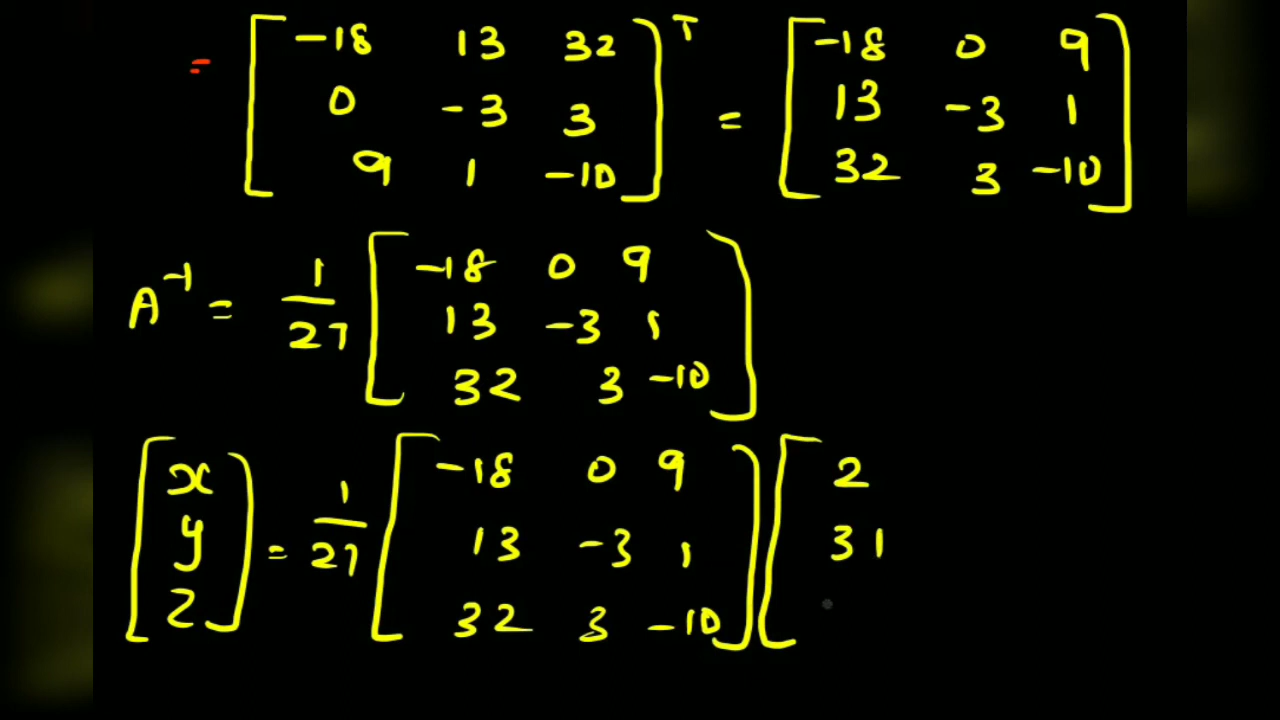 = [ -18 13 32 ]ᵀ = [ -18 0 9 ]
0 -3 3 13 -3 1
9 1 -10 32 3 -10
A⁻¹ = 1/27 [ -18 0 9 ]
13 -3 1
32 3 -10
[ x ] = 1/27 [ -18 0 9 ] [ 2
y 13 -3 1 31
z 32 3 -10